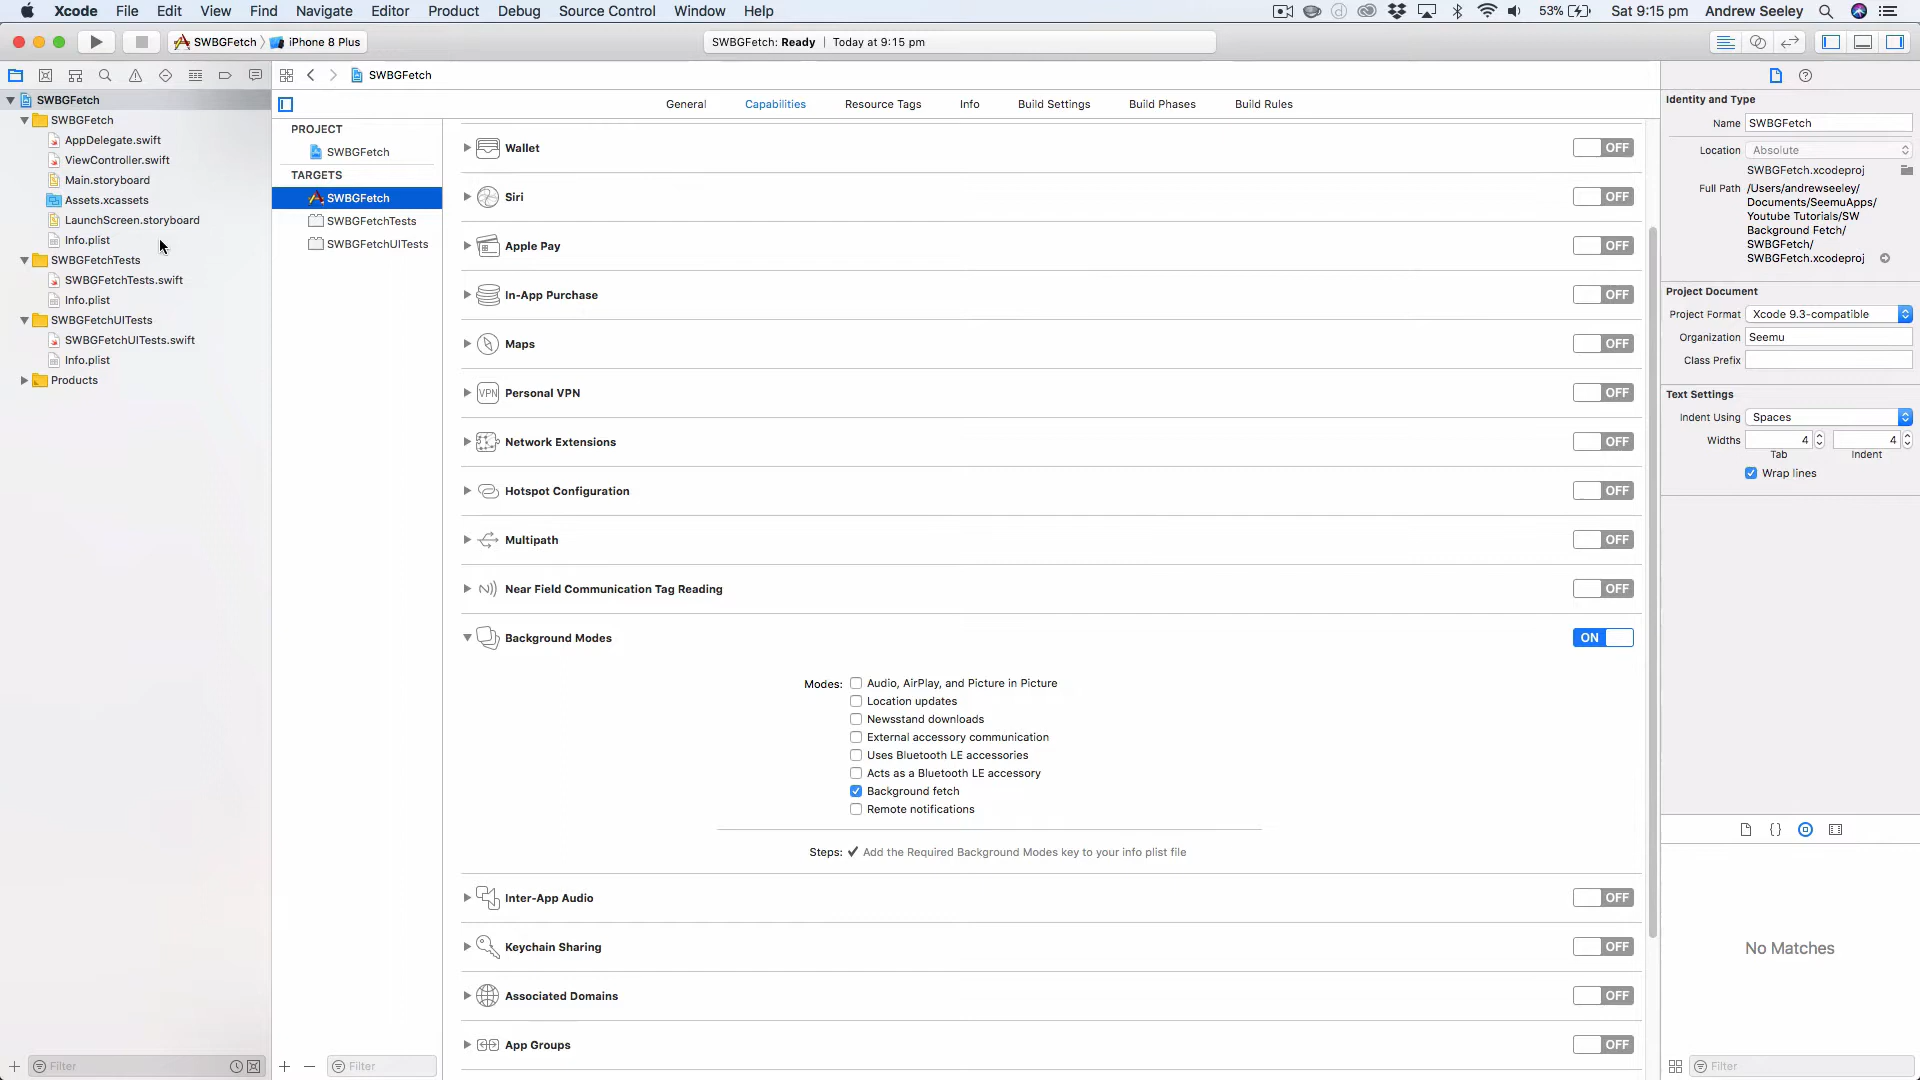 Xcode File Edit View Find Navigate Editor Product Debug Source Control Window Help 53% Sat 9:15 pm Andrew Seeley
SWBGFetch iPhone 8 Plus SWBGFetch: Ready | Today at 9:15 pm
SWBGFetch
SWBGFetch
SWBGFetch
AppDelegate.swift
ViewController.swift
Main.storyboard
Assets.xcassets
LaunchScreen.storyboard
Info.plist
SWBGFetchTests
SWBGFetchTests.swift
Info.plist
SWBGFetchUITests
SWBGFetchUITests.swift
Info.plist
Products
Filter
General Capabilities Resource Tags Info Build Settings Build Phases Build Rules
PROJECT
SWBGFetch
TARGETS
SWBGFetch
SWBGFetchTests
SWBGFetchUITests
Filter
Wallet OFF
Siri OFF
Apple Pay OFF
In-App Purchase OFF
Maps OFF
VPN Personal VPN OFF
Network Extensions OFF
Hotspot Configuration OFF
Multipath OFF
Near Field Communication Tag Reading OFF
Background Modes ON
Modes: Audio, AirPlay, and Picture in Picture
Location updates
Newsstand downloads
External accessory communication
Uses Bluetooth LE accessories
Acts as a Bluetooth LE accessory
Background fetch
Remote notifications
Steps: ✓ Add the Required Background Modes key to your info plist file
Inter-App Audio OFF
Keychain Sharing OFF
Associated Domains OFF
App Groups OFF
Identity and Type
Name SWBGFetch
Location Absolute
SWBGFetch.xcodeproj
Full Path /Users/andrewseeley/
Documents/SeemuApps/
Youtube Tutorials/SW
Background Fetch/
SWBGFetch/
SWBGFetch.xcodeproj
Project Document
Project Format Xcode 9.3-compatible
Organization Seemu
Class Prefix
Text Settings
Indent Using Spaces
Widths 4 4
Tab Indent
Wrap lines
{}
No Matches
Filter